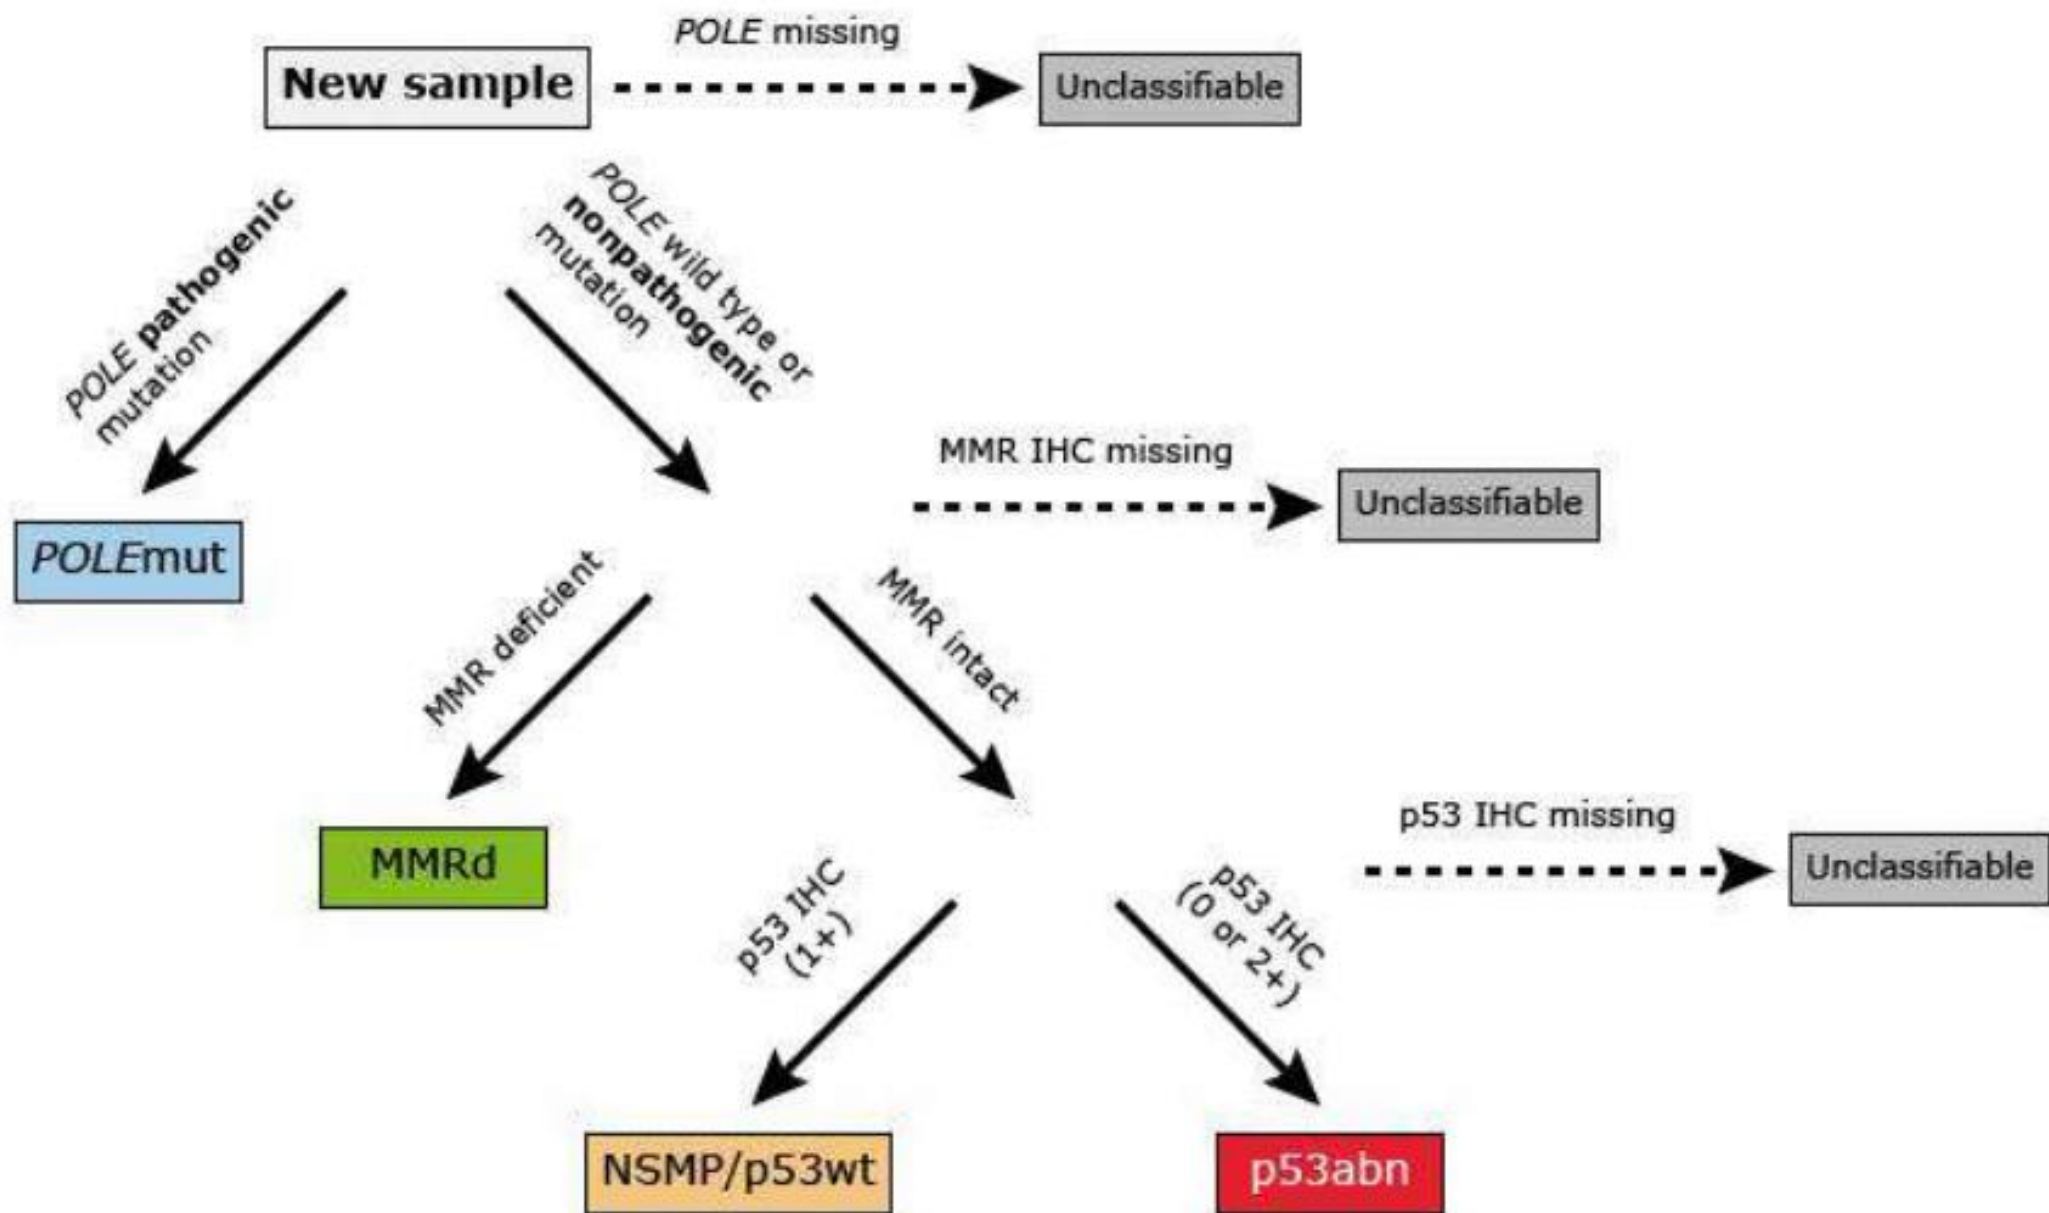 POLE missing
New sample
Unclassifiable
POLE pathogenic
mutation
POLE wild type or
nonpathogenic
mutation
MMR IHC missing
Unclassifiable
POLEmut
MMR deficient
MMR intact
p53 IHC missing
Unclassifiable
MMRd
p53 IHC
(1+)
p53 IHC
(0 or 2+)
NSMP/p53wt
p53abn